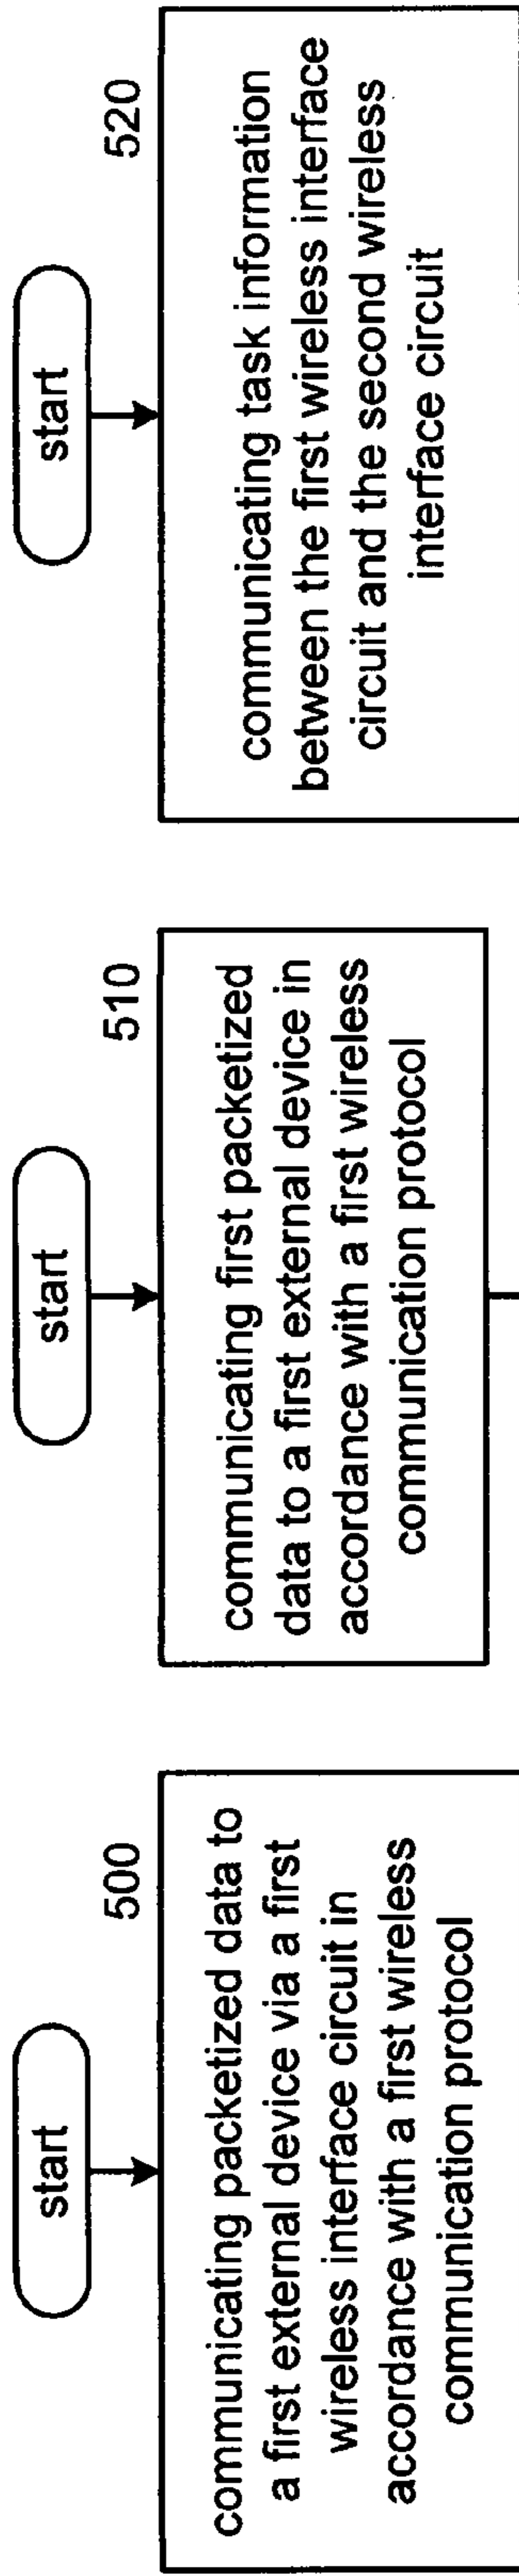 start
500
communicating packetized data to
a first external device via a first
wireless interface circuit in
accordance with a first wireless
communication protocol
start
510
communicating first packetized
data to a first external device in
accordance with a first wireless
communication protocol
start
520
communicating task information
between the first wireless interface
circuit and the second wireless
interface circuit